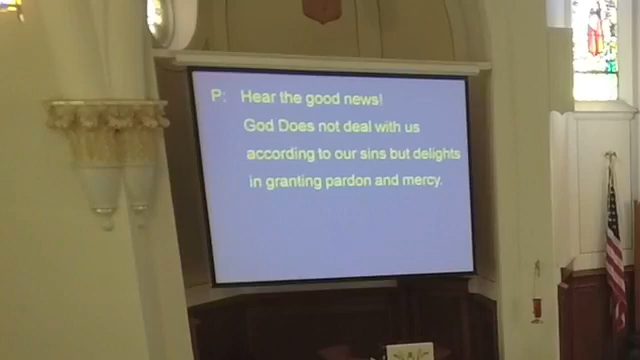 P: Hear the good news!
God Does not deal with us
according to our sins but delights
in granting pardon and mercy.